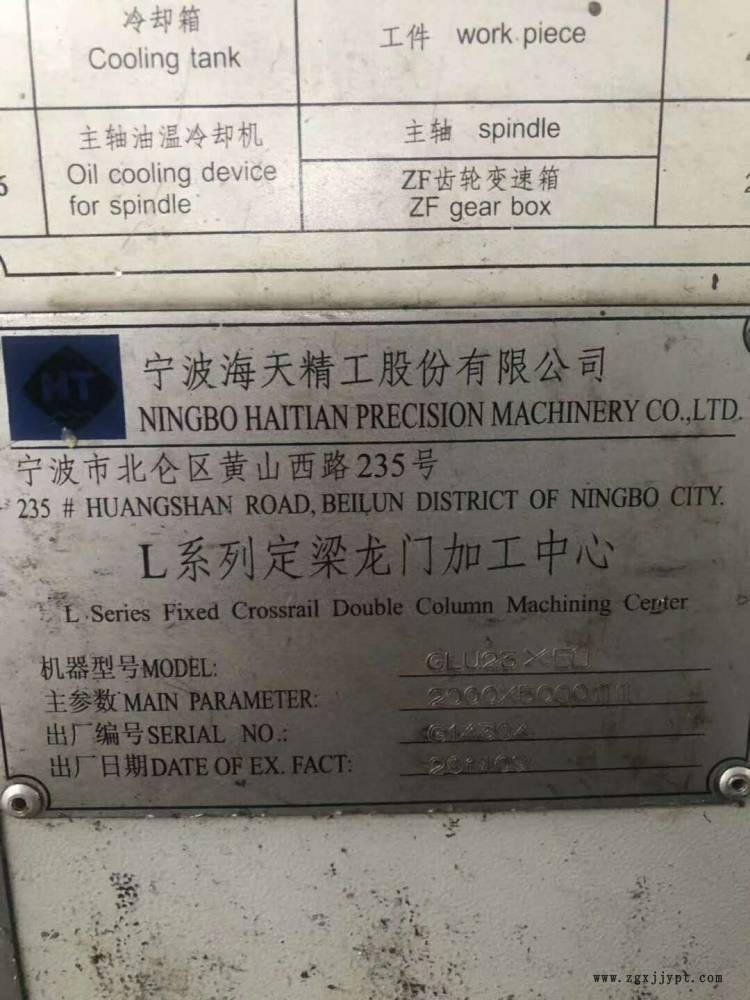 冷却箱
Cooling tank
工件 work piece
主轴油温冷却机
Oil cooling device
for spindle
主轴 spindle
ZF齿轮变速箱
ZF gear box
HT
宁波海天精工股份有限公司
NINGBO HAITIAN PRECISION MACHINERY CO.,LTD.
宁波市北仑区黄山西路235号
235 # HUANGSHAN ROAD, BEILUN DISTRICT OF NINGBO CITY.
L系列定梁龙门加工中心
L Series Fixed Crossrail Double Column Machining Center
机器型号MODEL:
主参数MAIN PARAMETER:
出厂编号SERIAL NO.:
出厂日期DATE OF EX. FACT:
www.zgxjjypt.com